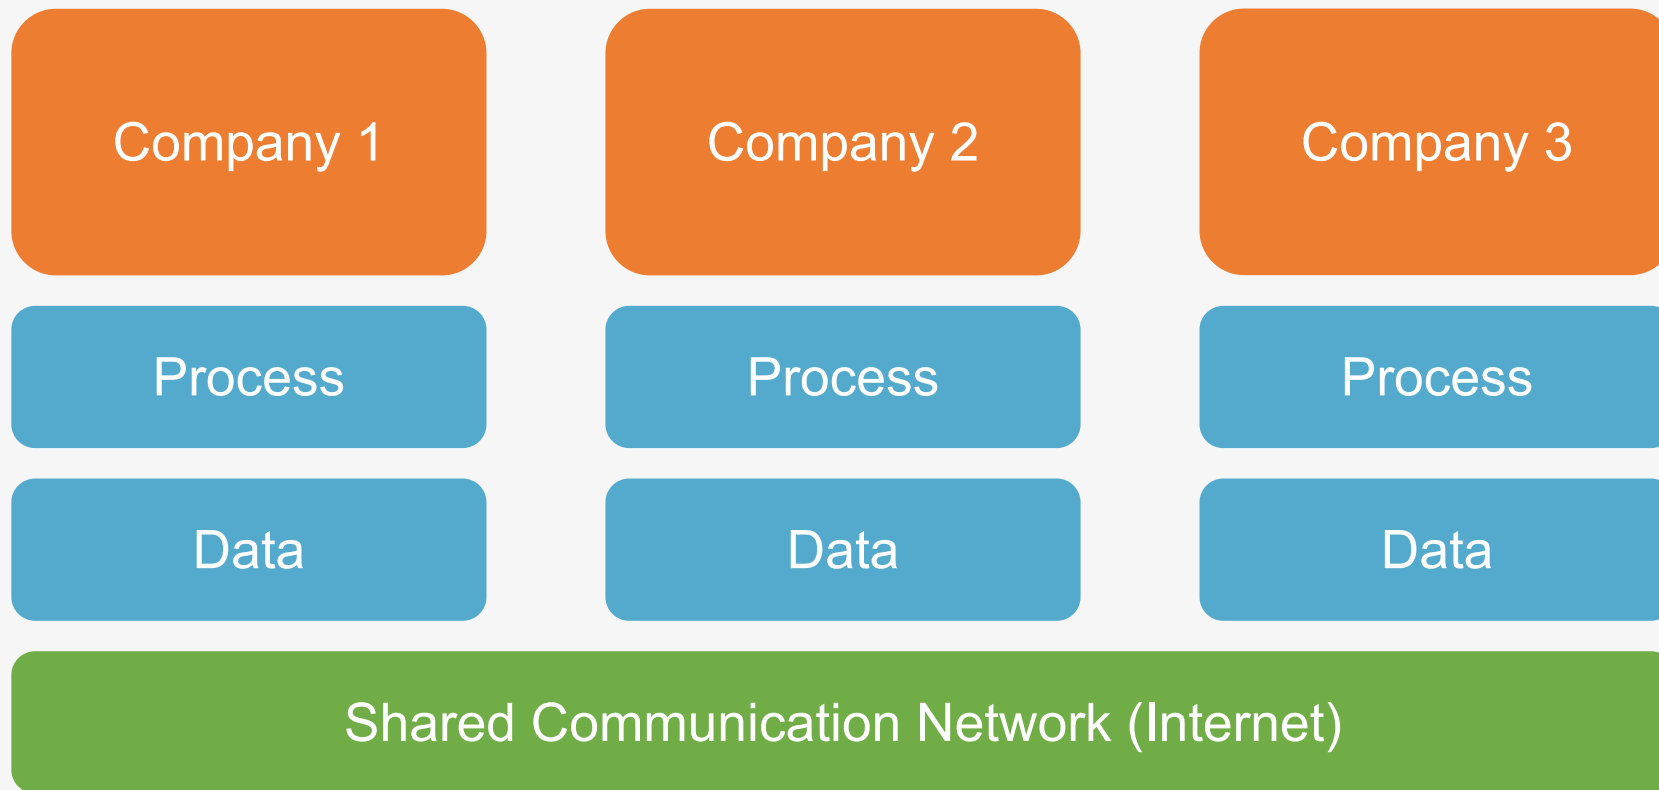 Company 1
Company 2
Company 3
Process
Process
Process
Data
Data
Data
Shared Communication Network (Internet)